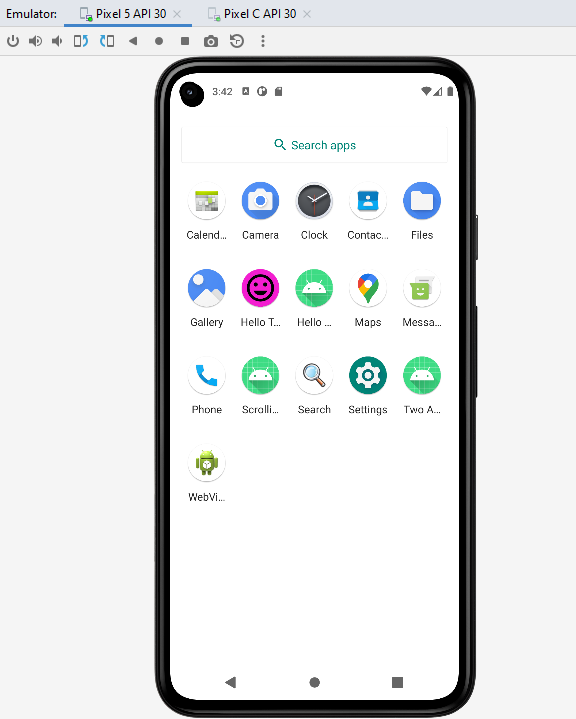 Emulator: Pixel 5 API 30 Pixel C API 30
3:42
Search apps
Calend... Camera Clock Contac... Files
Gallery Hello T... Hello ... Maps Messa...
Phone Scrolli... Search Settings Two A...
WebVi...